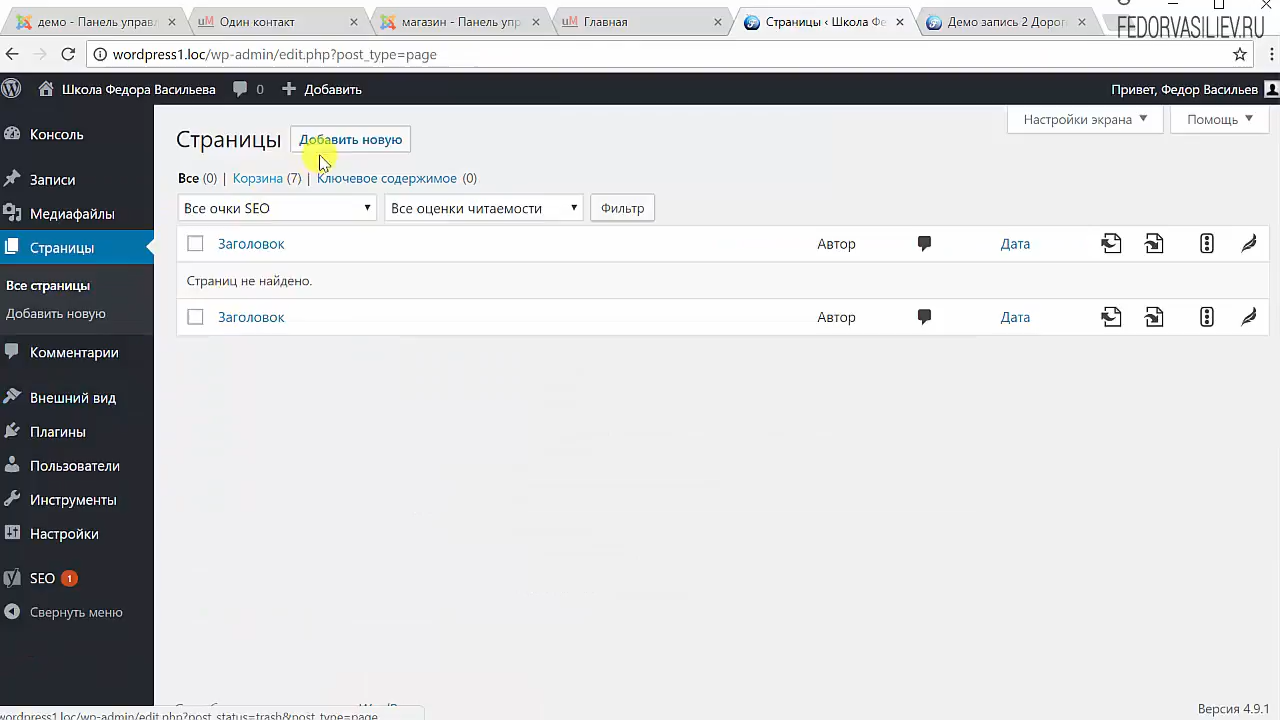 демо - Панель управл
Один контакт
магазин - Панель упр
Главная
Страницы ‹ Школа Фе
Демо запись 2 Дорог
FEDORVASILIEV.RU
wordpress1.loc/wp-admin/edit.php?post_type=page
Школа Федора Васильева
0
Добавить
Привет, Федор Васильев
Консоль
Записи
Медиафайлы
Страницы
Все страницы
Добавить новую
Комментарии
Внешний вид
Плагины
Пользователи
Инструменты
Настройки
SEO 1
Свернуть меню
Настройки экрана
Помощь
Страницы
Добавить новую
Все (0) | Корзина (7) | Ключевое содержимое (0)
Все очки SEO
Все оценки читаемости
Фильтр
Заголовок Автор Дата
Страниц не найдено.
Заголовок Автор Дата
Версия 4.9.1
wordpress1.loc/wp-admin/edit.php?post_status=trash&post_type=page